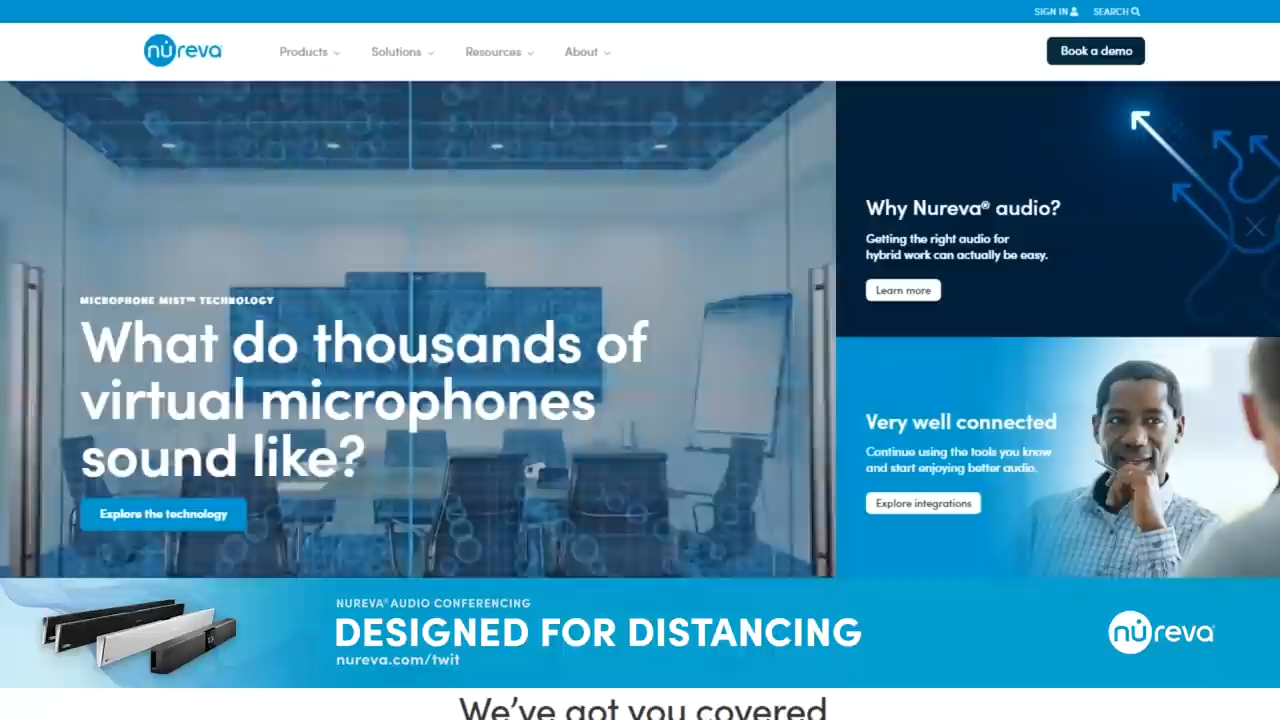 SIGN IN
SEARCH
nureva
Products
Solutions
Resources
About
Book a demo
MICROPHONE MIST™ TECHNOLOGY
What do thousands of
virtual microphones
sound like?
Explore the technology
Why Nureva® audio?
Getting the right audio for
hybrid work can actually be easy.
Learn more
Very well connected
Continue using the tools you know
and start enjoying better audio.
Explore integrations
NUREVA® AUDIO CONFERENCING
DESIGNED FOR DISTANCING
nureva.com/twit
nureva
We've got you covered